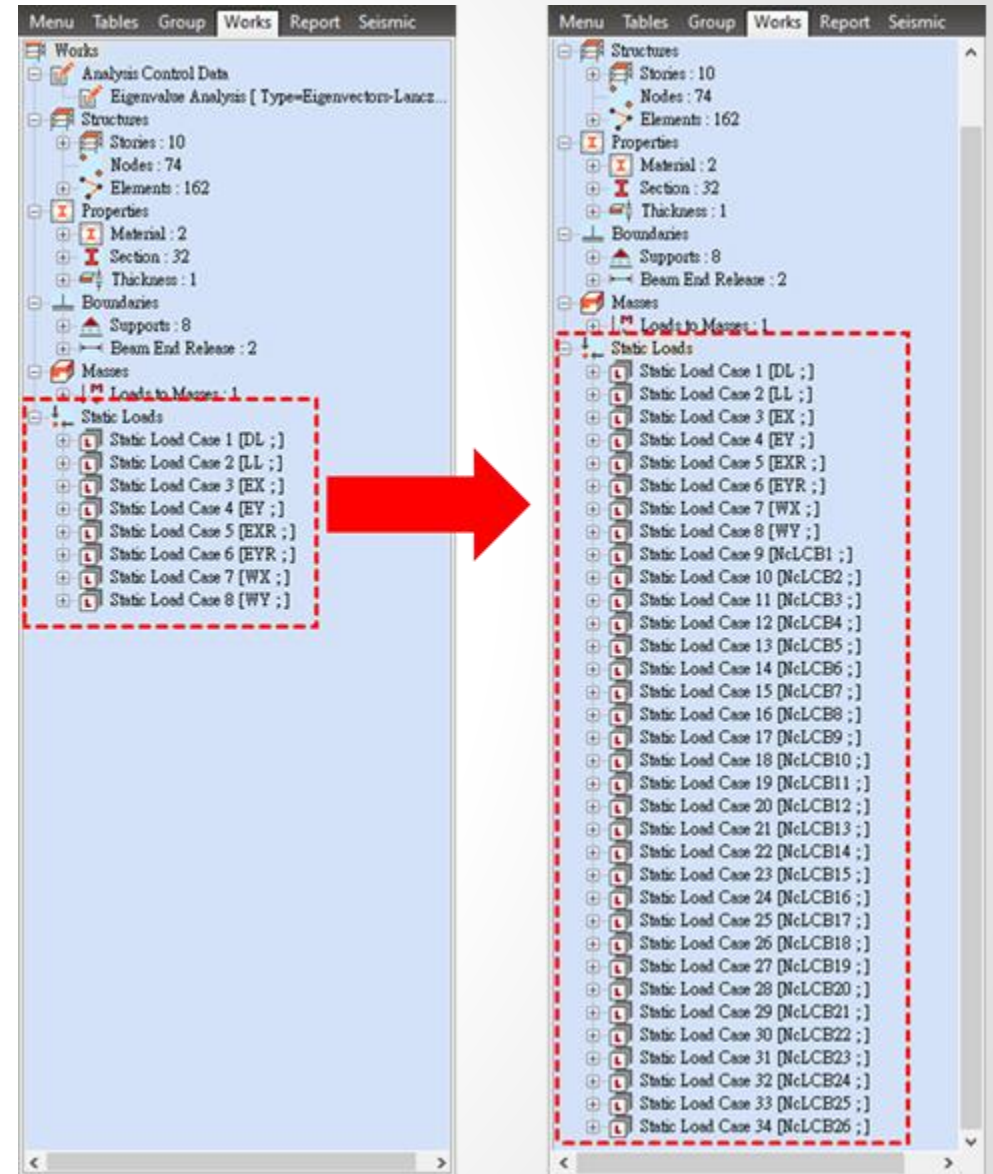 Menu Tables Group Works Report Seismic
Works
Analysis Control Data
Eigenvalue Analysis [ Type=Eigenvectors-Lancz...
Structures
Stories : 10
Nodes : 74
Elements : 162
Properties
Material : 2
Section : 32
Thickness : 1
Boundaries
Supports : 8
Beam End Release : 2
Masses
Loads to Masses : 1
Static Loads
Static Load Case 1 [DL ;]
Static Load Case 2 [LL ;]
Static Load Case 3 [EX ;]
Static Load Case 4 [EY ;]
Static Load Case 5 [EXR ;]
Static Load Case 6 [EYR ;]
Static Load Case 7 [WX ;]
Static Load Case 8 [WY ;]
Menu Tables Group Works Report Seismic
Structures
Stories : 10
Nodes : 74
Elements : 162
Properties
Material : 2
Section : 32
Thickness : 1
Boundaries
Supports : 8
Beam End Release : 2
Masses
Loads to Masses : 1
Static Loads
Static Load Case 1 [DL ;]
Static Load Case 2 [LL ;]
Static Load Case 3 [EX ;]
Static Load Case 4 [EY ;]
Static Load Case 5 [EXR ;]
Static Load Case 6 [EYR ;]
Static Load Case 7 [WX ;]
Static Load Case 8 [WY ;]
Static Load Case 9 [NcLCB1 ;]
Static Load Case 10 [NcLCB2 ;]
Static Load Case 11 [NcLCB3 ;]
Static Load Case 12 [NcLCB4 ;]
Static Load Case 13 [NcLCB5 ;]
Static Load Case 14 [NcLCB6 ;]
Static Load Case 15 [NcLCB7 ;]
Static Load Case 16 [NcLCB8 ;]
Static Load Case 17 [NcLCB9 ;]
Static Load Case 18 [NcLCB10 ;]
Static Load Case 19 [NcLCB11 ;]
Static Load Case 20 [NcLCB12 ;]
Static Load Case 21 [NcLCB13 ;]
Static Load Case 22 [NcLCB14 ;]
Static Load Case 23 [NcLCB15 ;]
Static Load Case 24 [NcLCB16 ;]
Static Load Case 25 [NcLCB17 ;]
Static Load Case 26 [NcLCB18 ;]
Static Load Case 27 [NcLCB19 ;]
Static Load Case 28 [NcLCB20 ;]
Static Load Case 29 [NcLCB21 ;]
Static Load Case 30 [NcLCB22 ;]
Static Load Case 31 [NcLCB23 ;]
Static Load Case 32 [NcLCB24 ;]
Static Load Case 33 [NcLCB25 ;]
Static Load Case 34 [NcLCB26 ;]